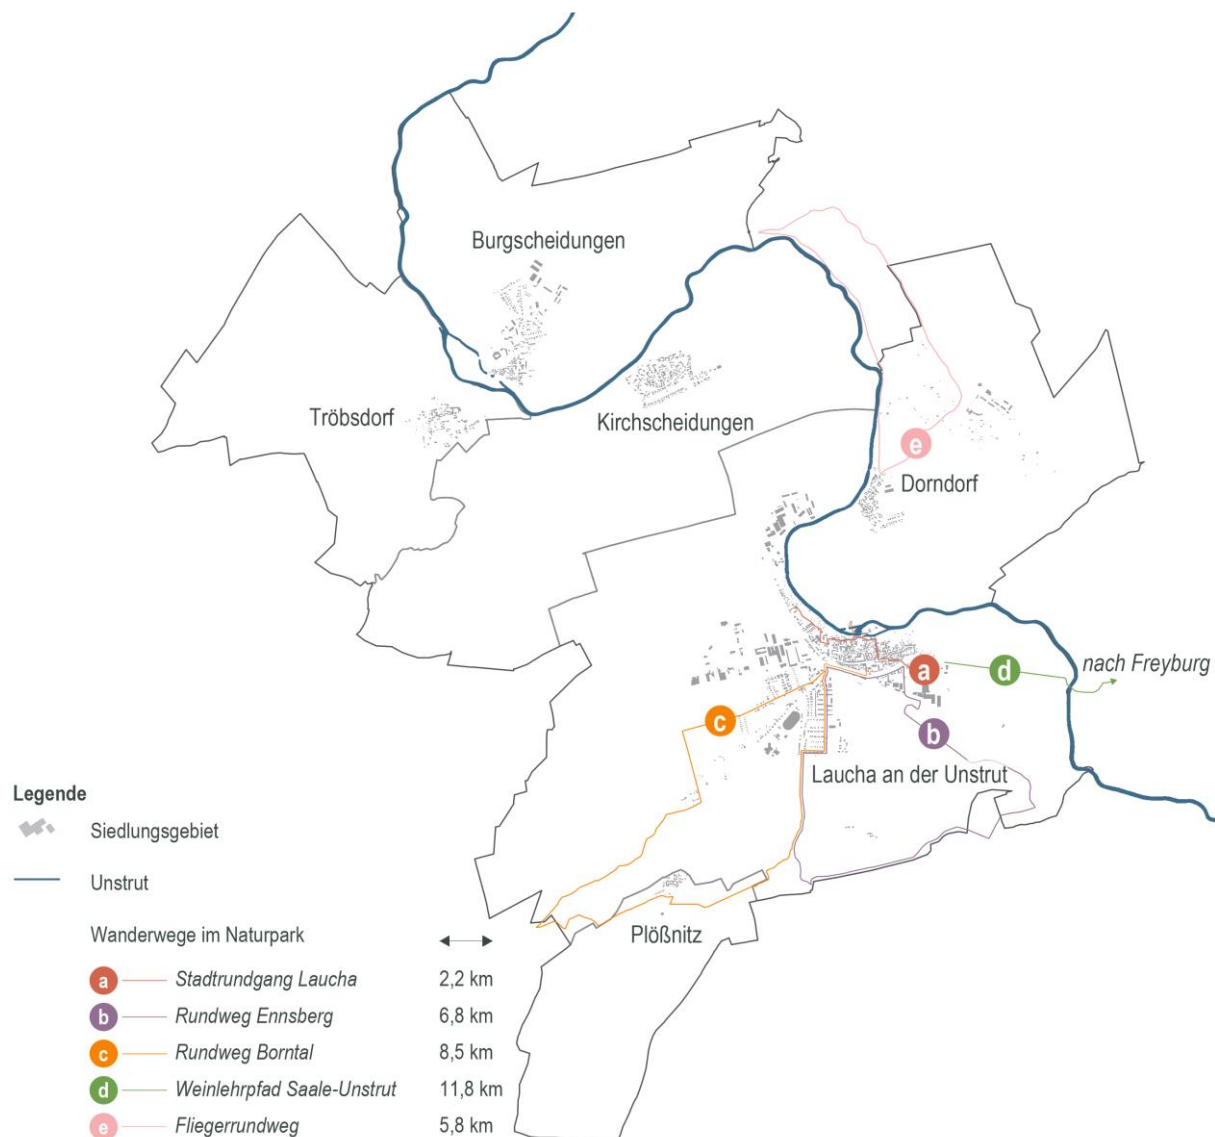 Burgscheidungen
Tröbsdorf
Kirchscheidungen
e
Dorndorf
nach Freyburg
a
d
c
b
Laucha an der Unstrut
Plößnitz
Legende
Siedlungsgebiet
Unstrut
Wanderwege im Naturpark
a Stadtrundgang Laucha 2,2 km
b Rundweg Ennsberg 6,8 km
c Rundweg Borntal 8,5 km
d Weinlehrpfad Saale-Unstrut 11,8 km
e Fliegerrundweg 5,8 km